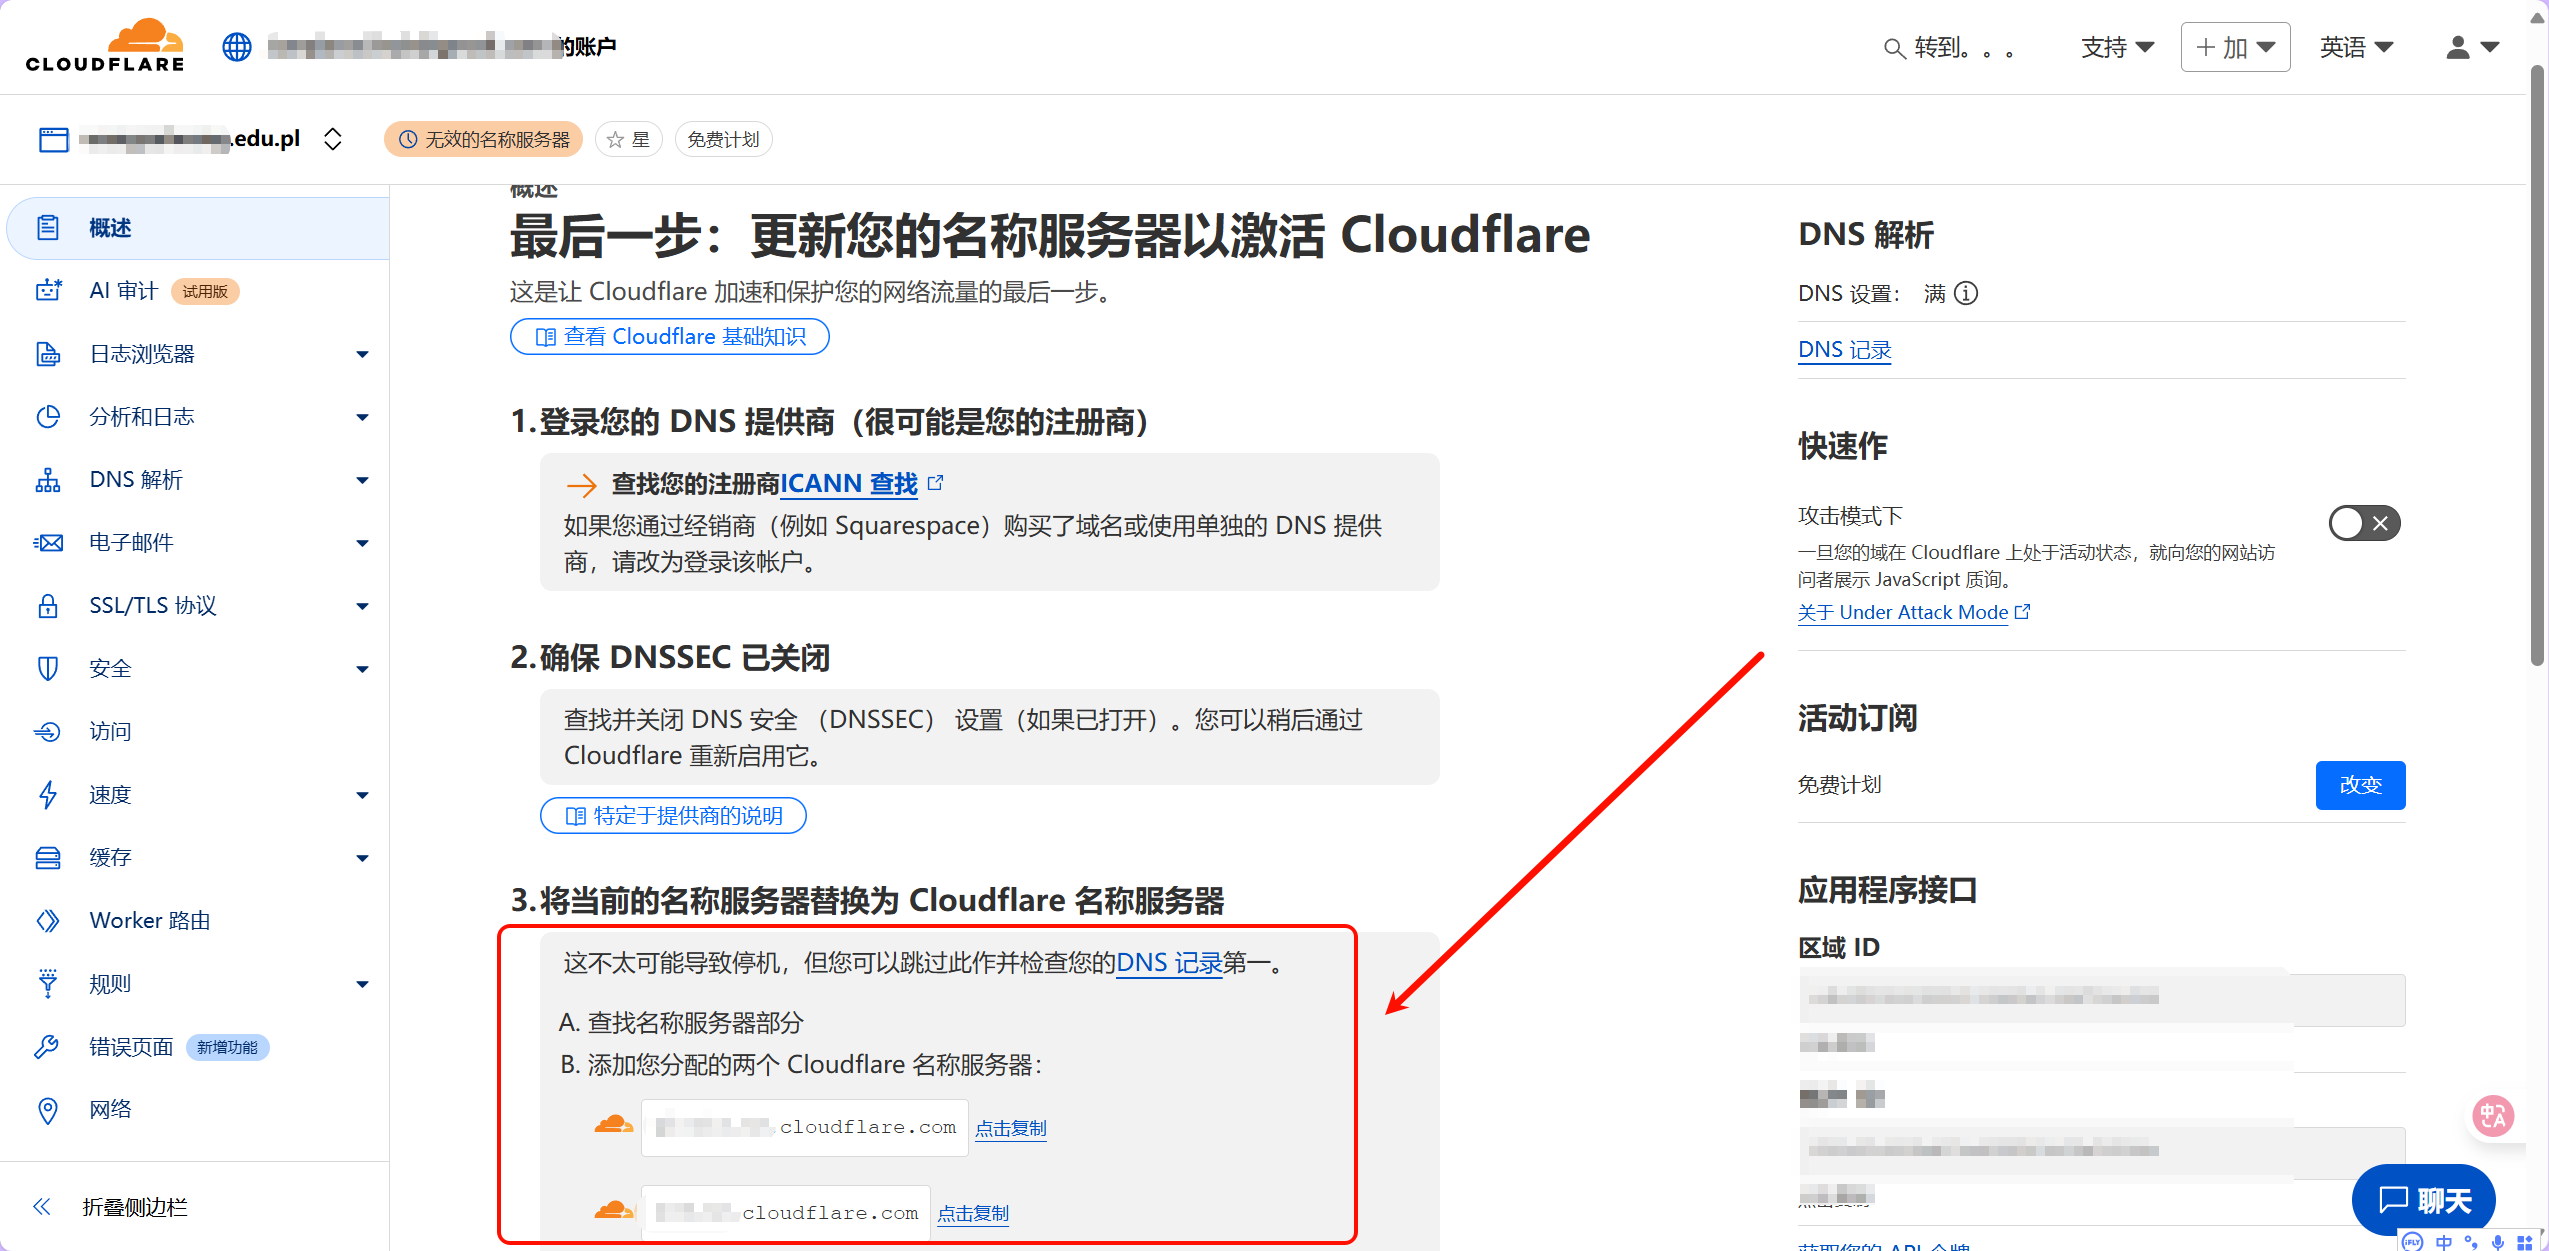 CLOUDFLARE
的账户
转到。。。
支持
加
英语
.edu.pl
无效的名称服务器
星
免费计划
概述
AI 审计
试用版
日志浏览器
分析和日志
DNS 解析
电子邮件
SSL/TLS 协议
安全
访问
速度
缓存
Worker 路由
规则
错误页面
新增功能
网络
折叠侧边栏
概述
最后一步：更新您的名称服务器以激活 Cloudflare
这是让 Cloudflare 加速和保护您的网络流量的最后一步。
查看 Cloudflare 基础知识
1.登录您的 DNS 提供商（很可能是您的注册商）
查找您的注册商ICANN 查找
如果您通过经销商（例如 Squarespace）购买了域名或使用单独的 DNS 提供
商，请改为登录该帐户。
2.确保 DNSSEC 已关闭
查找并关闭 DNS 安全 （DNSSEC） 设置（如果已打开）。您可以稍后通过
Cloudflare 重新启用它。
特定于提供商的说明
3.将当前的名称服务器替换为 Cloudflare 名称服务器
这不太可能导致停机，但您可以跳过此作并检查您的DNS 记录第一。
A. 查找名称服务器部分
B. 添加您分配的两个 Cloudflare 名称服务器：
.cloudflare.com 点击复制
cloudflare.com 点击复制
DNS 解析
DNS 设置： 满
DNS 记录
快速作
攻击模式下
一旦您的域在 Cloudflare 上处于活动状态，就向您的网站访
问者展示 JavaScript 质询。
关于 Under Attack Mode
活动订阅
免费计划
改变
应用程序接口
区域 ID
获取您的 API 令牌
聊天
iFLY 中